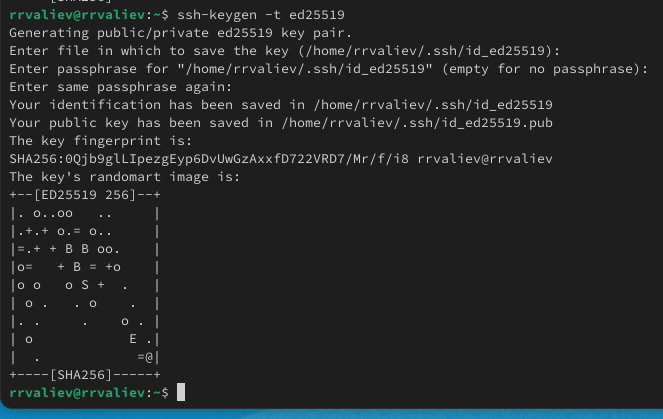 rrvaliev@rrvaliev:~$ ssh-keygen -t ed25519
Generating public/private ed25519 key pair.
Enter file in which to save the key (/home/rrvaliev/.ssh/id_ed25519):
Enter passphrase for "/home/rrvaliev/.ssh/id_ed25519" (empty for no passphrase):
Enter same passphrase again:
Your identification has been saved in /home/rrvaliev/.ssh/id_ed25519
Your public key has been saved in /home/rrvaliev/.ssh/id_ed25519.pub
The key fingerprint is:
SHA256:0Qjb9glLIpezgEyp6DvUwGzAxxfD722VRD7/Mr/f/i8 rrvaliev@rrvaliev
The key's randomart image is:
+--[ED25519 256]--+
|. o..oo   ..     |
|.+.+ o.= o..     |
|=.+ + B B oo.    |
|o=   + B = +o    |
|o o   o S +  .   |
| o .   . o    .  |
|. .     .    o . |
| o           E . |
|  .           =@|
+----[SHA256]-----+
rrvaliev@rrvaliev:~$